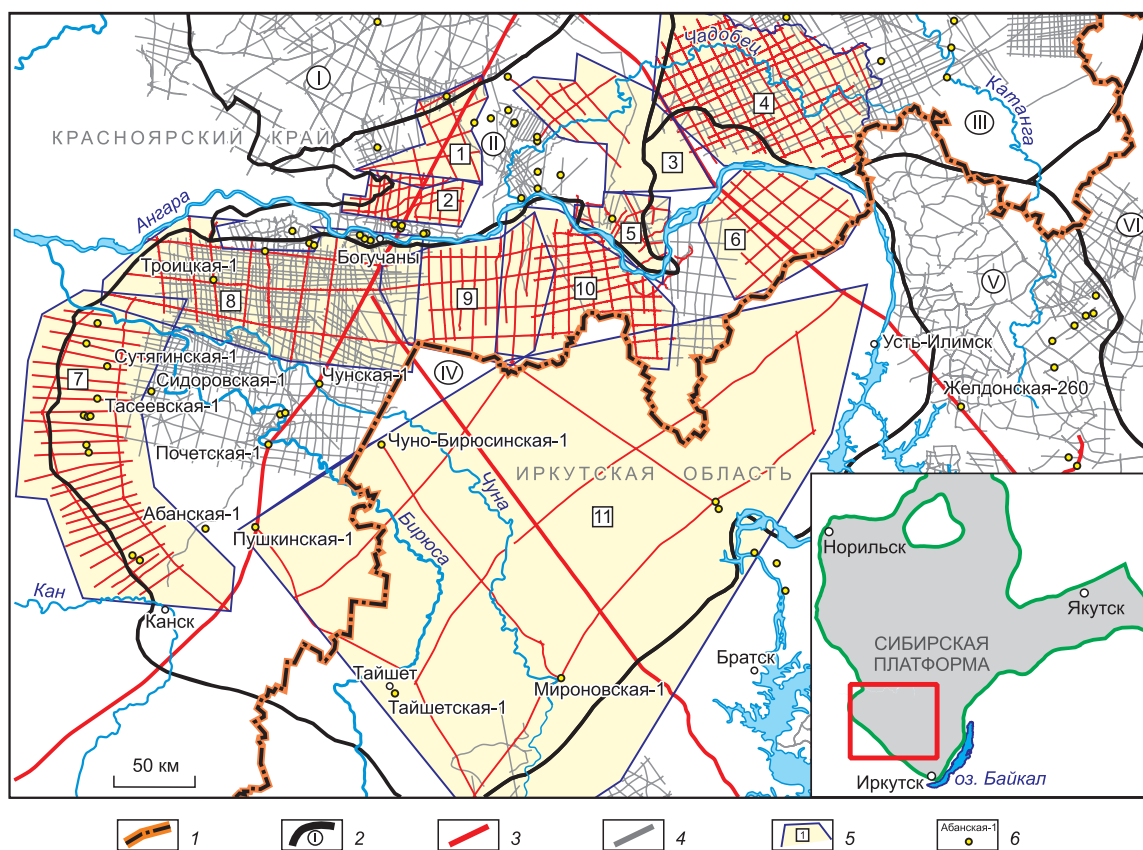 Чадобец
I
Катанга
КРАСНОЯРСКИЙ КРАЙ
II
III
4
1
3
2
Ангара
5
6
VI
Богучаны
Троицкая-1
V
8
9
10
Усть-Илимск
Сутягинская-1
7
Сидоровская-1
Чунская-1
IV
Желдонская-260
Тасеевская-1
Почетская-1
Чуно-Бирюсинская-1
ИРКУТСКАЯ ОБЛАСТЬ
Чуна
Абанская-1
Пушкинская-1
Бирюса
11
Норильск
Кан
Канск
Якутск
СИБИРСКАЯ
ПЛАТФОРМА
Братск
Тайшет
Тайшетская-1
Мироновская-1
50 км
Иркутск
оз. Байкал
I
1
2
3
4
1
5
Абанская-1
6